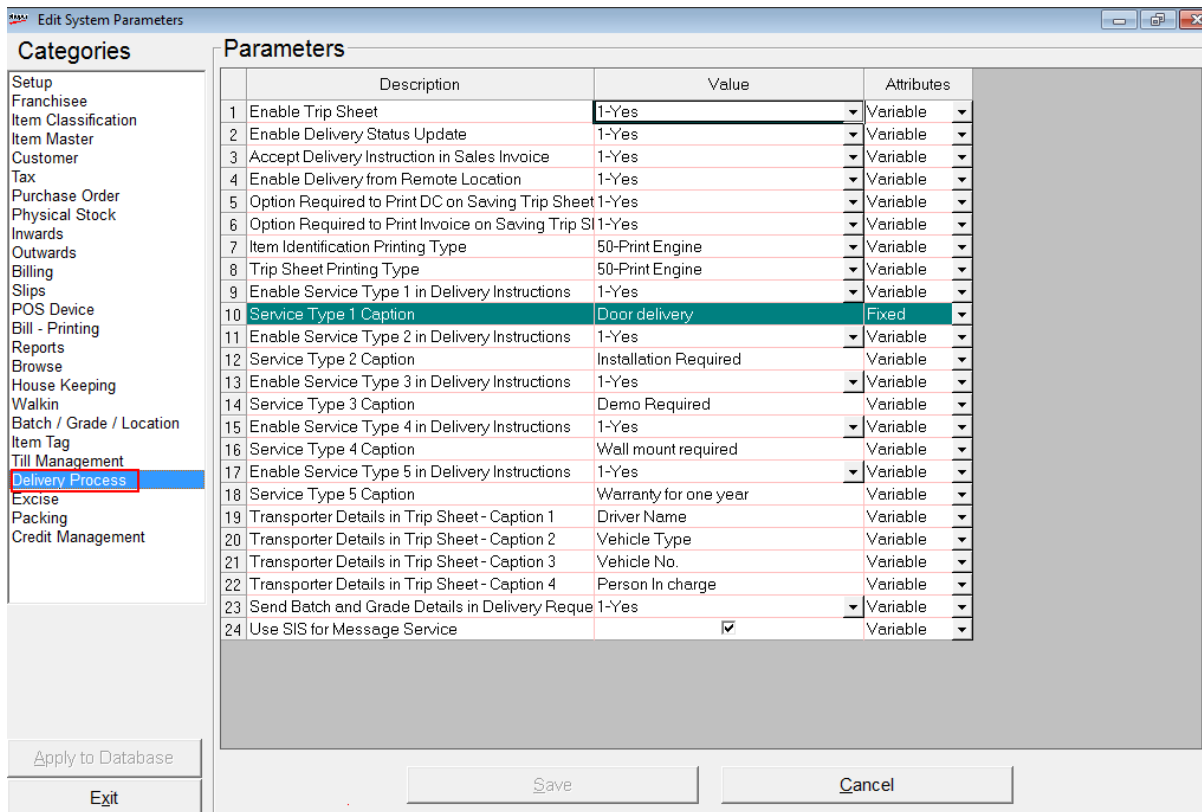 Edit System Parameters
Categories
Setup
Franchisee
Item Classification
Item Master
Customer
Tax
Purchase Order
Physical Stock
Inwards
Outwards
Billing
Slips
POS Device
Bill - Printing
Reports
Browse
House Keeping
Walkin
Batch / Grade / Location
Item Tag
Till Management
Delivery Process
Excise
Packing
Credit Management
Apply to Database
Exit
Parameters
Description Value Attributes
1 Enable Trip Sheet 1-Yes Variable
2 Enable Delivery Status Update 1-Yes Variable
3 Accept Delivery Instruction in Sales Invoice 1-Yes Variable
4 Enable Delivery from Remote Location 1-Yes Variable
5 Option Required to Print DC on Saving Trip Sheet 1-Yes Variable
6 Option Required to Print Invoice on Saving Trip Sl 1-Yes Variable
7 Item Identification Printing Type 50-Print Engine Variable
8 Trip Sheet Printing Type 50-Print Engine Variable
9 Enable Service Type 1 in Delivery Instructions 1-Yes Variable
10 Service Type 1 Caption Door delivery Fixed
11 Enable Service Type 2 in Delivery Instructions 1-Yes Variable
12 Service Type 2 Caption Installation Required Variable
13 Enable Service Type 3 in Delivery Instructions 1-Yes Variable
14 Service Type 3 Caption Demo Required Variable
15 Enable Service Type 4 in Delivery Instructions 1-Yes Variable
16 Service Type 4 Caption Wall mount required Variable
17 Enable Service Type 5 in Delivery Instructions 1-Yes Variable
18 Service Type 5 Caption Warranty for one year Variable
19 Transporter Details in Trip Sheet - Caption 1 Driver Name Variable
20 Transporter Details in Trip Sheet - Caption 2 Vehicle Type Variable
21 Transporter Details in Trip Sheet - Caption 3 Vehicle No. Variable
22 Transporter Details in Trip Sheet - Caption 4 Person In charge Variable
23 Send Batch and Grade Details in Delivery Reque 1-Yes Variable
24 Use SIS for Message Service Variable
Save Cancel